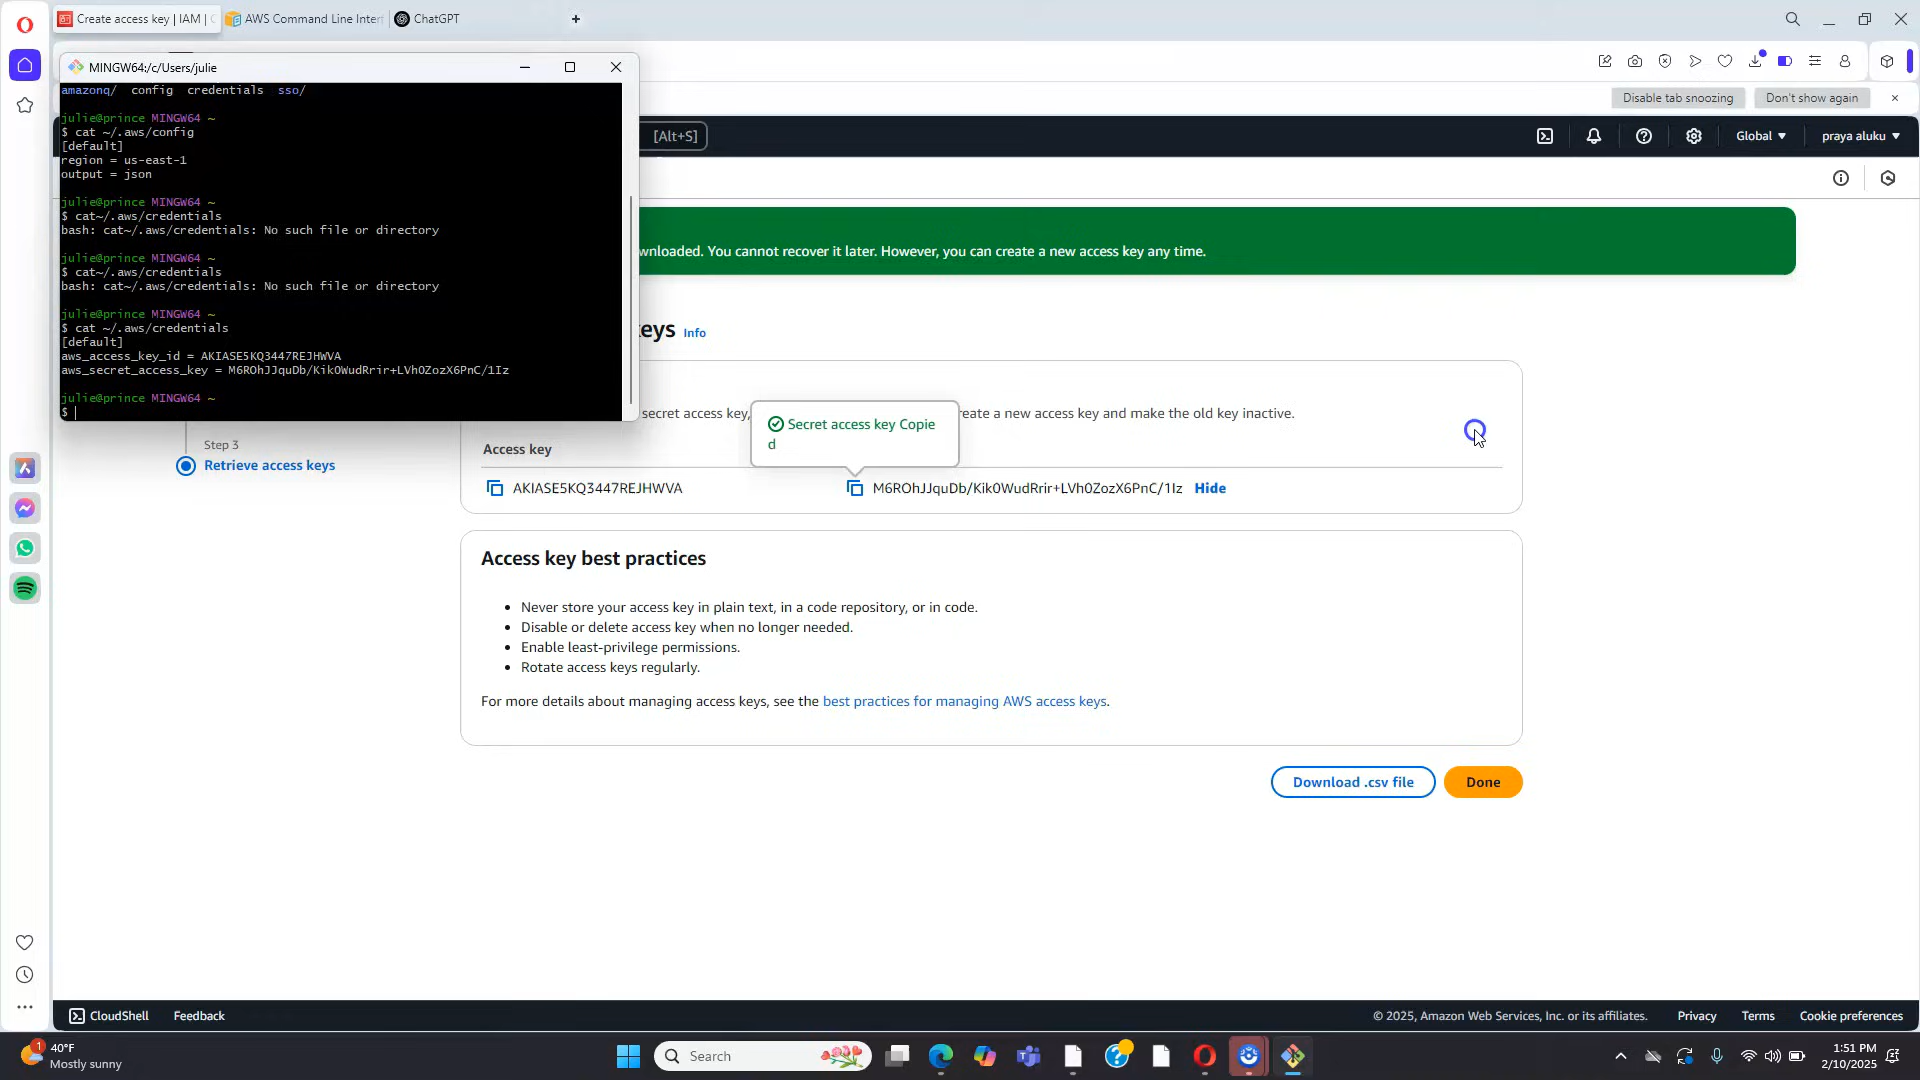 Create access key | IAM |
AWS Command Line Inter
ChatGPT
MINGW64:/c/Users/julie
amazonq/ config credentials sso/
julie@prince MINGW64 ~
$ cat ~/.aws/config
[default]
region = us-east-1
output = json
julie@prince MINGW64 ~
$ cat~/.aws/credentials
bash: cat~/.aws/credentials: No such file or directory
julie@prince MINGW64 ~
$ cat~/.aws/credentials
bash: cat~/.aws/credentials: No such file or directory
julie@prince MINGW64 ~
$ cat ~/.aws/credentials
[default]
aws_access_key_id = AKIASE5KQ3447REJHWVA
aws_secret_access_key =
julie@prince MINGW64 ~
$
Disable tab snoozing
Don't show again
[Alt+S]
Global
praya aluku
wnloaded. You cannot recover it later. However, you can create a new access key any time.
eys Info
secret access key,
reate a new access key and make the old key inactive.
Secret access key Copie
d
Step 3
Retrieve access keys
Access key
AKIASE5KQ3447REJHWVA
Hide
Access key best practices
• Never store your access key in plain text, in a code repository, or in code.
• Disable or delete access key when no longer needed.
• Enable least-privilege permissions.
• Rotate access keys regularly.
For more details about managing access keys, see the best practices for managing AWS access keys.
Download .csv file
Done
CloudShell
Feedback
© 2025, Amazon Web Services, Inc. or its affiliates.
Privacy
Terms
Cookie preferences
1
40°F
Mostly sunny
Search
1:51 PM
2/10/2025